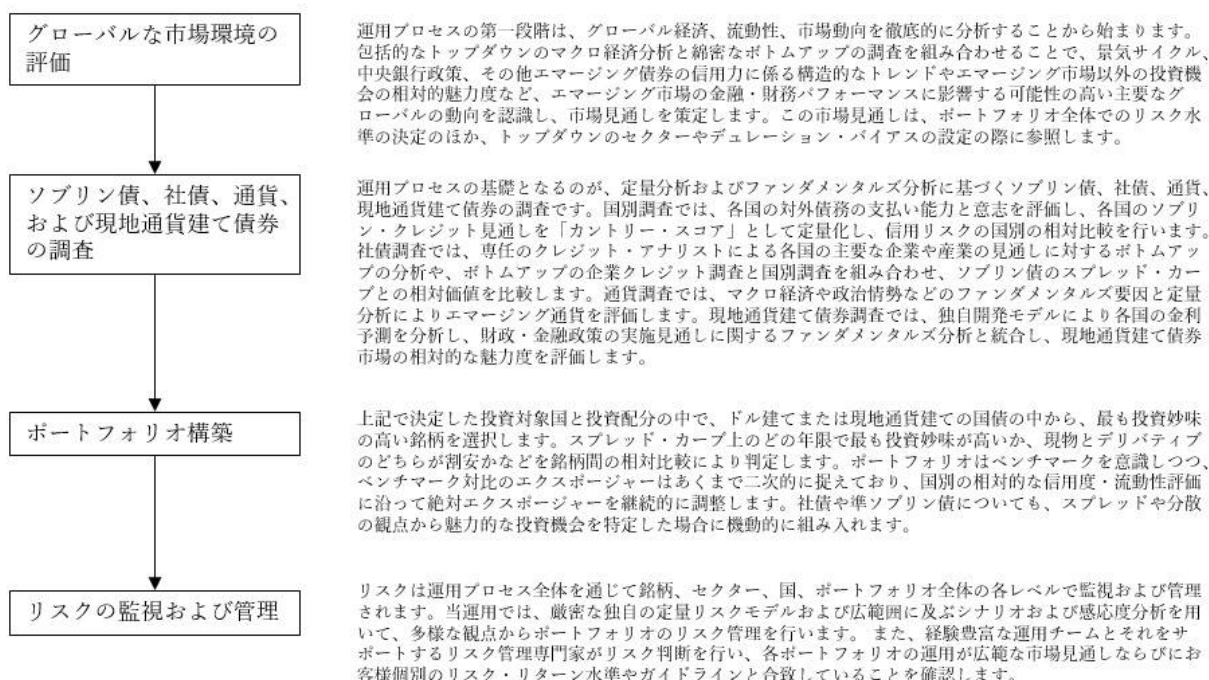 グローバルな市場環境の
評価
運用プロセスの第一段階は、グローバル経済、流動性、市場動向を徹底的に分析することから始まります。
包括的なトップダウンのマクロ経済分析と綿密なボトムアップの調査を組み合わせることで、景気サイクル、
中央銀行政策、その他エマージング債券の信用力に係る構造的なトレンドやエマージング市場以外の投資機
会の相対的魅力度など、エマージング市場の金融・財務パフォーマンスに影響する可能性の高い主要なグ
ローバルの動向を認識し、市場見通しを策定します。この市場見通しは、ポートフォリオ全体でのリスク水
準の決定のほか、トップダウンのセクターやデュレーション・バイアスの設定の際に参照します。
ソブリン債、社債、通貨、
および現地通貨建て債券
の調査
運用プロセスの基礎となるのが、定量分析およびファンダメンタルズ分析に基づくソブリン債、社債、通貨、
現地通貨建て債券の調査です。国別調査では、各国の対外債務の支払い能力と意志を評価し、各国のソブリ
ン・クレジット見通しを「カントリー・スコア」として定量化し、信用リスクの国別の相対比較を行います。
社債調査では、専任のクレジット・アナリストによる各国の主要な企業や産業の見通しに対するボトムアッ
プの分析や、ボトムアップの企業クレジット調査と国別調査を組み合わせ、ソブリン債のスプレッド・カー
ブとの相対価値を比較します。通貨調査では、マクロ経済や政治情勢などのファンダメンタルズ要因と定量
分析によりエマージング通貨を評価します。現地通貨建て債券調査では、独自開発モデルにより各国の金利
予測を分析し、財政・金融政策の実施見通しに関するファンダメンタルズ分析と統合し、現地通貨建て債券
市場の相対的な魅力度を評価します。
ポートフォリオ構築
上記で決定した投資対象国と投資配分の中で、ドル建てまたは現地通貨建ての国債の中から、最も投資妙味
の高い銘柄を選択します。スプレッド・カーブ上のどの年限で最も投資妙味が高いか、現物とデリバティブ
のどちらが割安かなどを銘柄間の相対比較により判定します。ポートフォリオはベンチマークを意識しつつ、
ベンチマーク対比のエクスポージャーはあくまで二次的に捉えており、国別の相対的な信用度・流動性評価
に沿って絶対エクスポージャーを継続的に調整します。社債や準ソブリン債についても、スプレッドや分散
の観点から魅力的な投資機会を特定した場合に機動的に組み入れます。
リスクの監視および管理
リスクは運用プロセス全体を通じて銘柄、セクター、国、ポートフォリオ全体の各レベルで監視および管理
されます。当運用では、厳密な独自の定量リスクモデルおよび広範囲に及ぶシナリオおよび感応度分析を用
いて、多様な観点からポートフォリオのリスク管理を行います。 また、経験豊富な運用チームとそれをサ
ポートするリスク管理専門家がリスク判断を行い、各ポートフォリオの運用が広範な市場見通しならびにお
客様個別のリスク・リターン水準やガイドラインと合致していることを確認します。